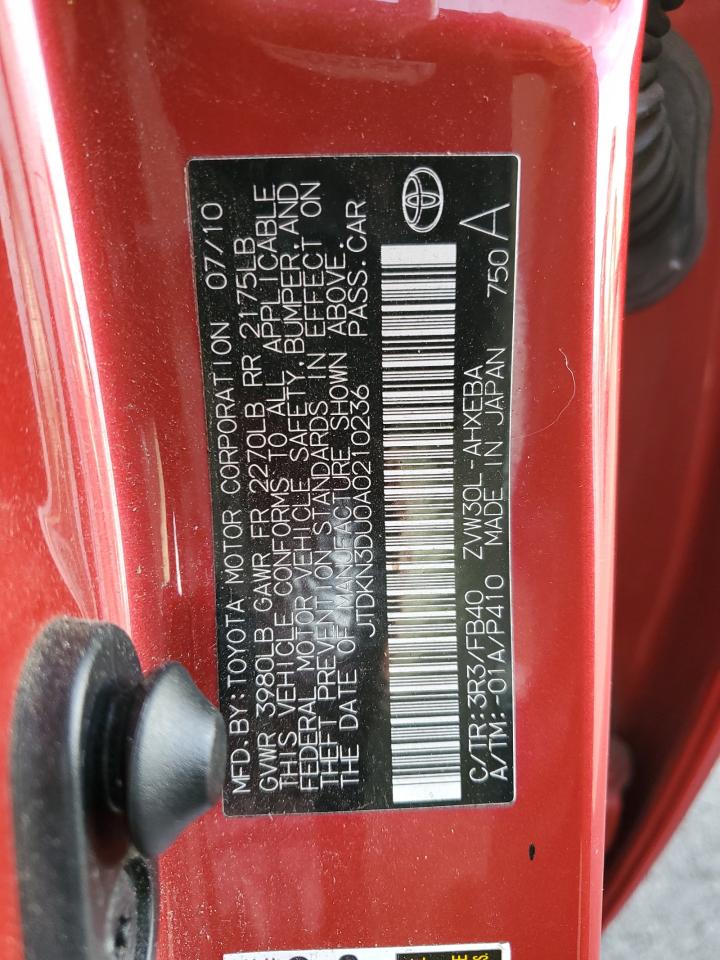 MFD. BY: TOYOTA MOTOR CORPORATION 07/10
GVWR 3980LB GAWR FR 2270LB RR 2175LB
THIS VEHICLE CONFORMS TO ALL APPLICABLE
FEDERAL MOTOR VEHICLE SAFETY, BUMPER, AND
THEFT PREVENTION STANDARDS IN EFFECT ON
THE DATE OF MANUFACTURE SHOWN ABOVE.
JTDKN3DU0A0210236 PASS. CAR
C/TR: 3R3/FB40 ZVW30L-AHXEBA
A/TM: -01A/P410 MADE IN JAPAN 750 A